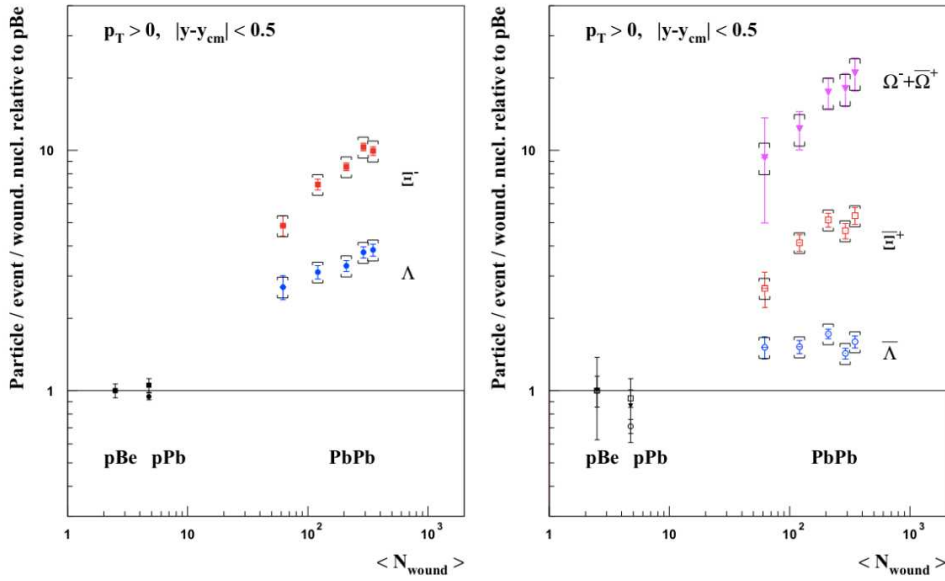 Particle / event / wound. nucl. relative to pBe
p_T > 0, |y-y_cm| < 0.5
10
1
Ξ⁻
Λ
pBe pPb PbPb
1 10 10² 10³
< N_wound >
Particle / event / wound. nucl. relative to pBe
p_T > 0, |y-y_cm| < 0.5
10
1
Ω⁻+Ω̅⁺
Ξ̅⁺
Λ̅
pBe pPb PbPb
1 10 10² 10³
< N_wound >